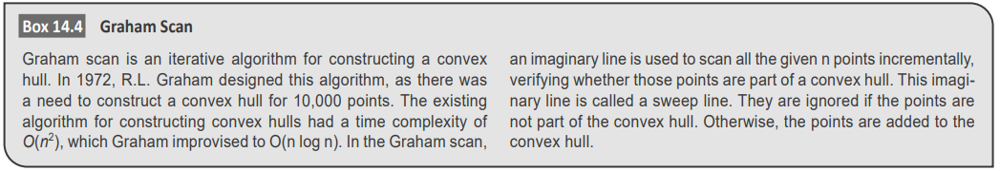 Box 14.4 Graham Scan
Graham scan is an iterative algorithm for constructing a convex
hull. In 1972, R.L. Graham designed this algorithm, as there was
a need to construct a convex hull for 10,000 points. The existing
algorithm for constructing convex hulls had a time complexity of
O(n²), which Graham improvised to O(n log n). In the Graham scan,
an imaginary line is used to scan all the given n points incrementally,
verifying whether those points are part of a convex hull. This imagi-
nary line is called a sweep line. They are ignored if the points are
not part of the convex hull. Otherwise, the points are added to the
convex hull.